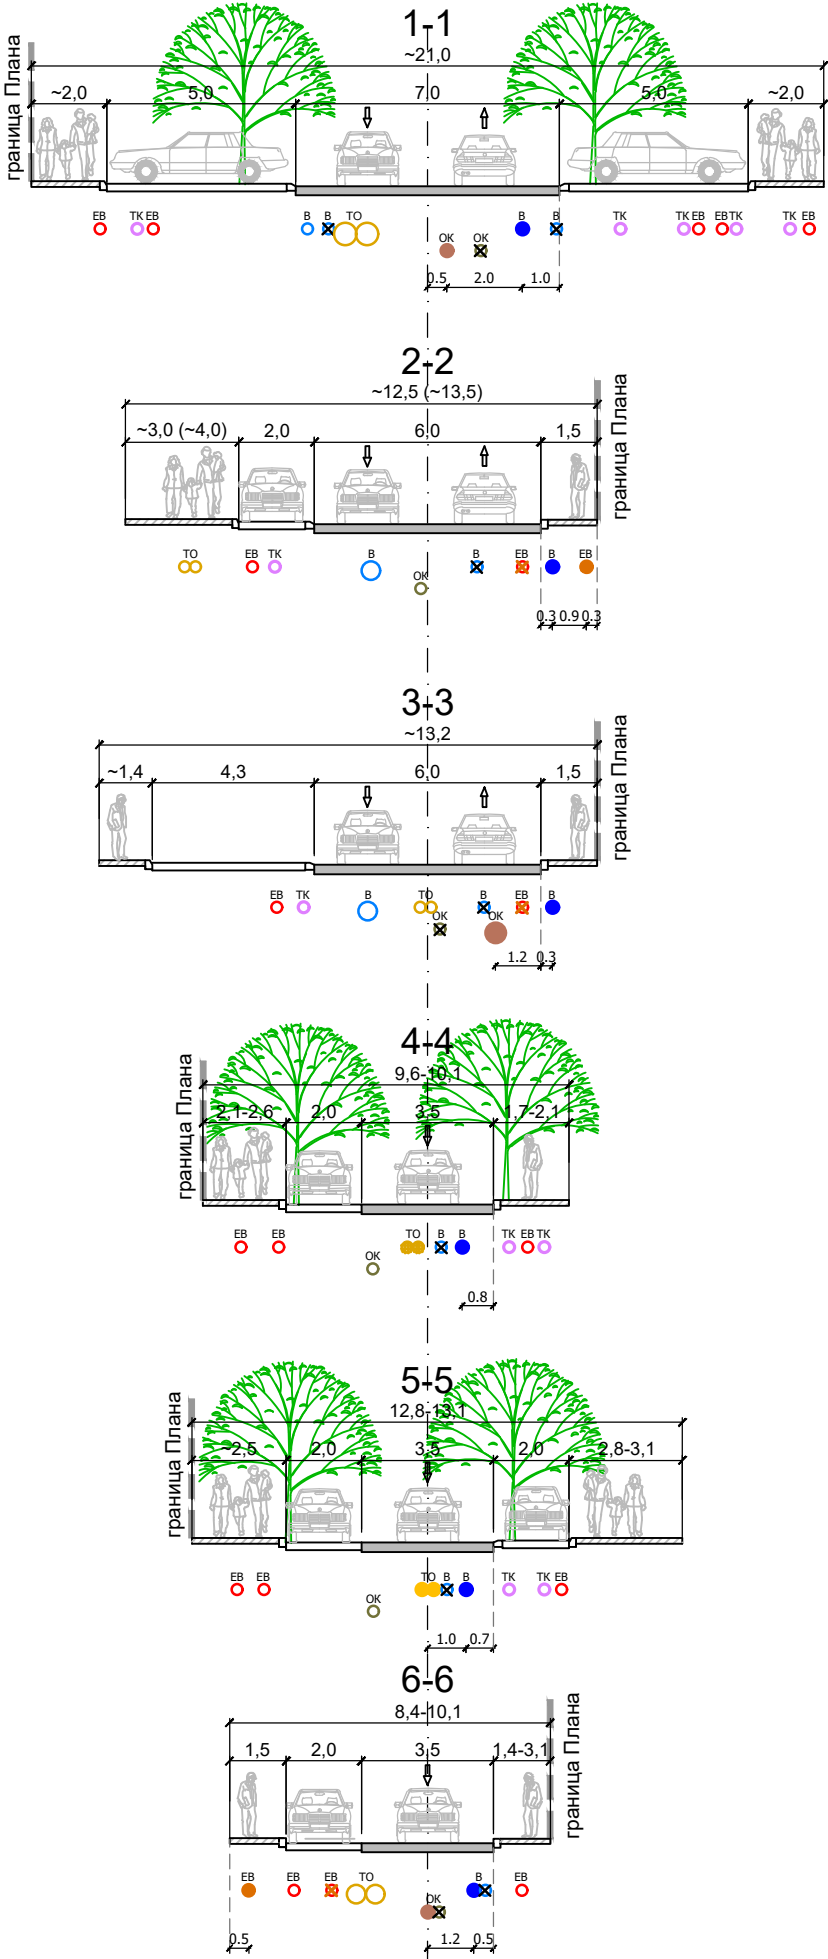 1-1
~21,0
~2,0 5,0 7,0 5,0 ~2,0
граница Плана
ЕВ ТК ЕВ В В ТО В В ТК ТК ЕВ ЕВ ТК ТК ЕВ
ОК ОК
0.5 2.0 1.0
2-2
~12,5 (~13,5)
~3,0 (~4,0) 2,0 6,0 1,5
граница Плана
ТО ЕВ ТК В В ЕВ В ЕВ
ОК
0.3 0.9 0.3
3-3
~13,2
~1,4 4,3 6,0 1,5
граница Плана
ЕВ ТК В ТО В ЕВ В
ОК ОК
1.2 0.3
4-4
9,6-10,1
2,1-2,6 2,0 3,5 1,7-2,1
граница Плана
ЕВ ЕВ ТО В В ТК ЕВ ТК
ОК
0.8
5-5
12,8-13,1
~2,5 2,0 3,5 2,0 2,8-3,1
граница Плана
ЕВ ЕВ ТО В В ТК ТК ЕВ
ОК
1.0 0.7
6-6
8,4-10,1
1,5 2,0 3,5 1,4-3,1
граница Плана
ЕВ ЕВ ЕВ ТО В ЕВ
ОК
0.5 1.2 0.5